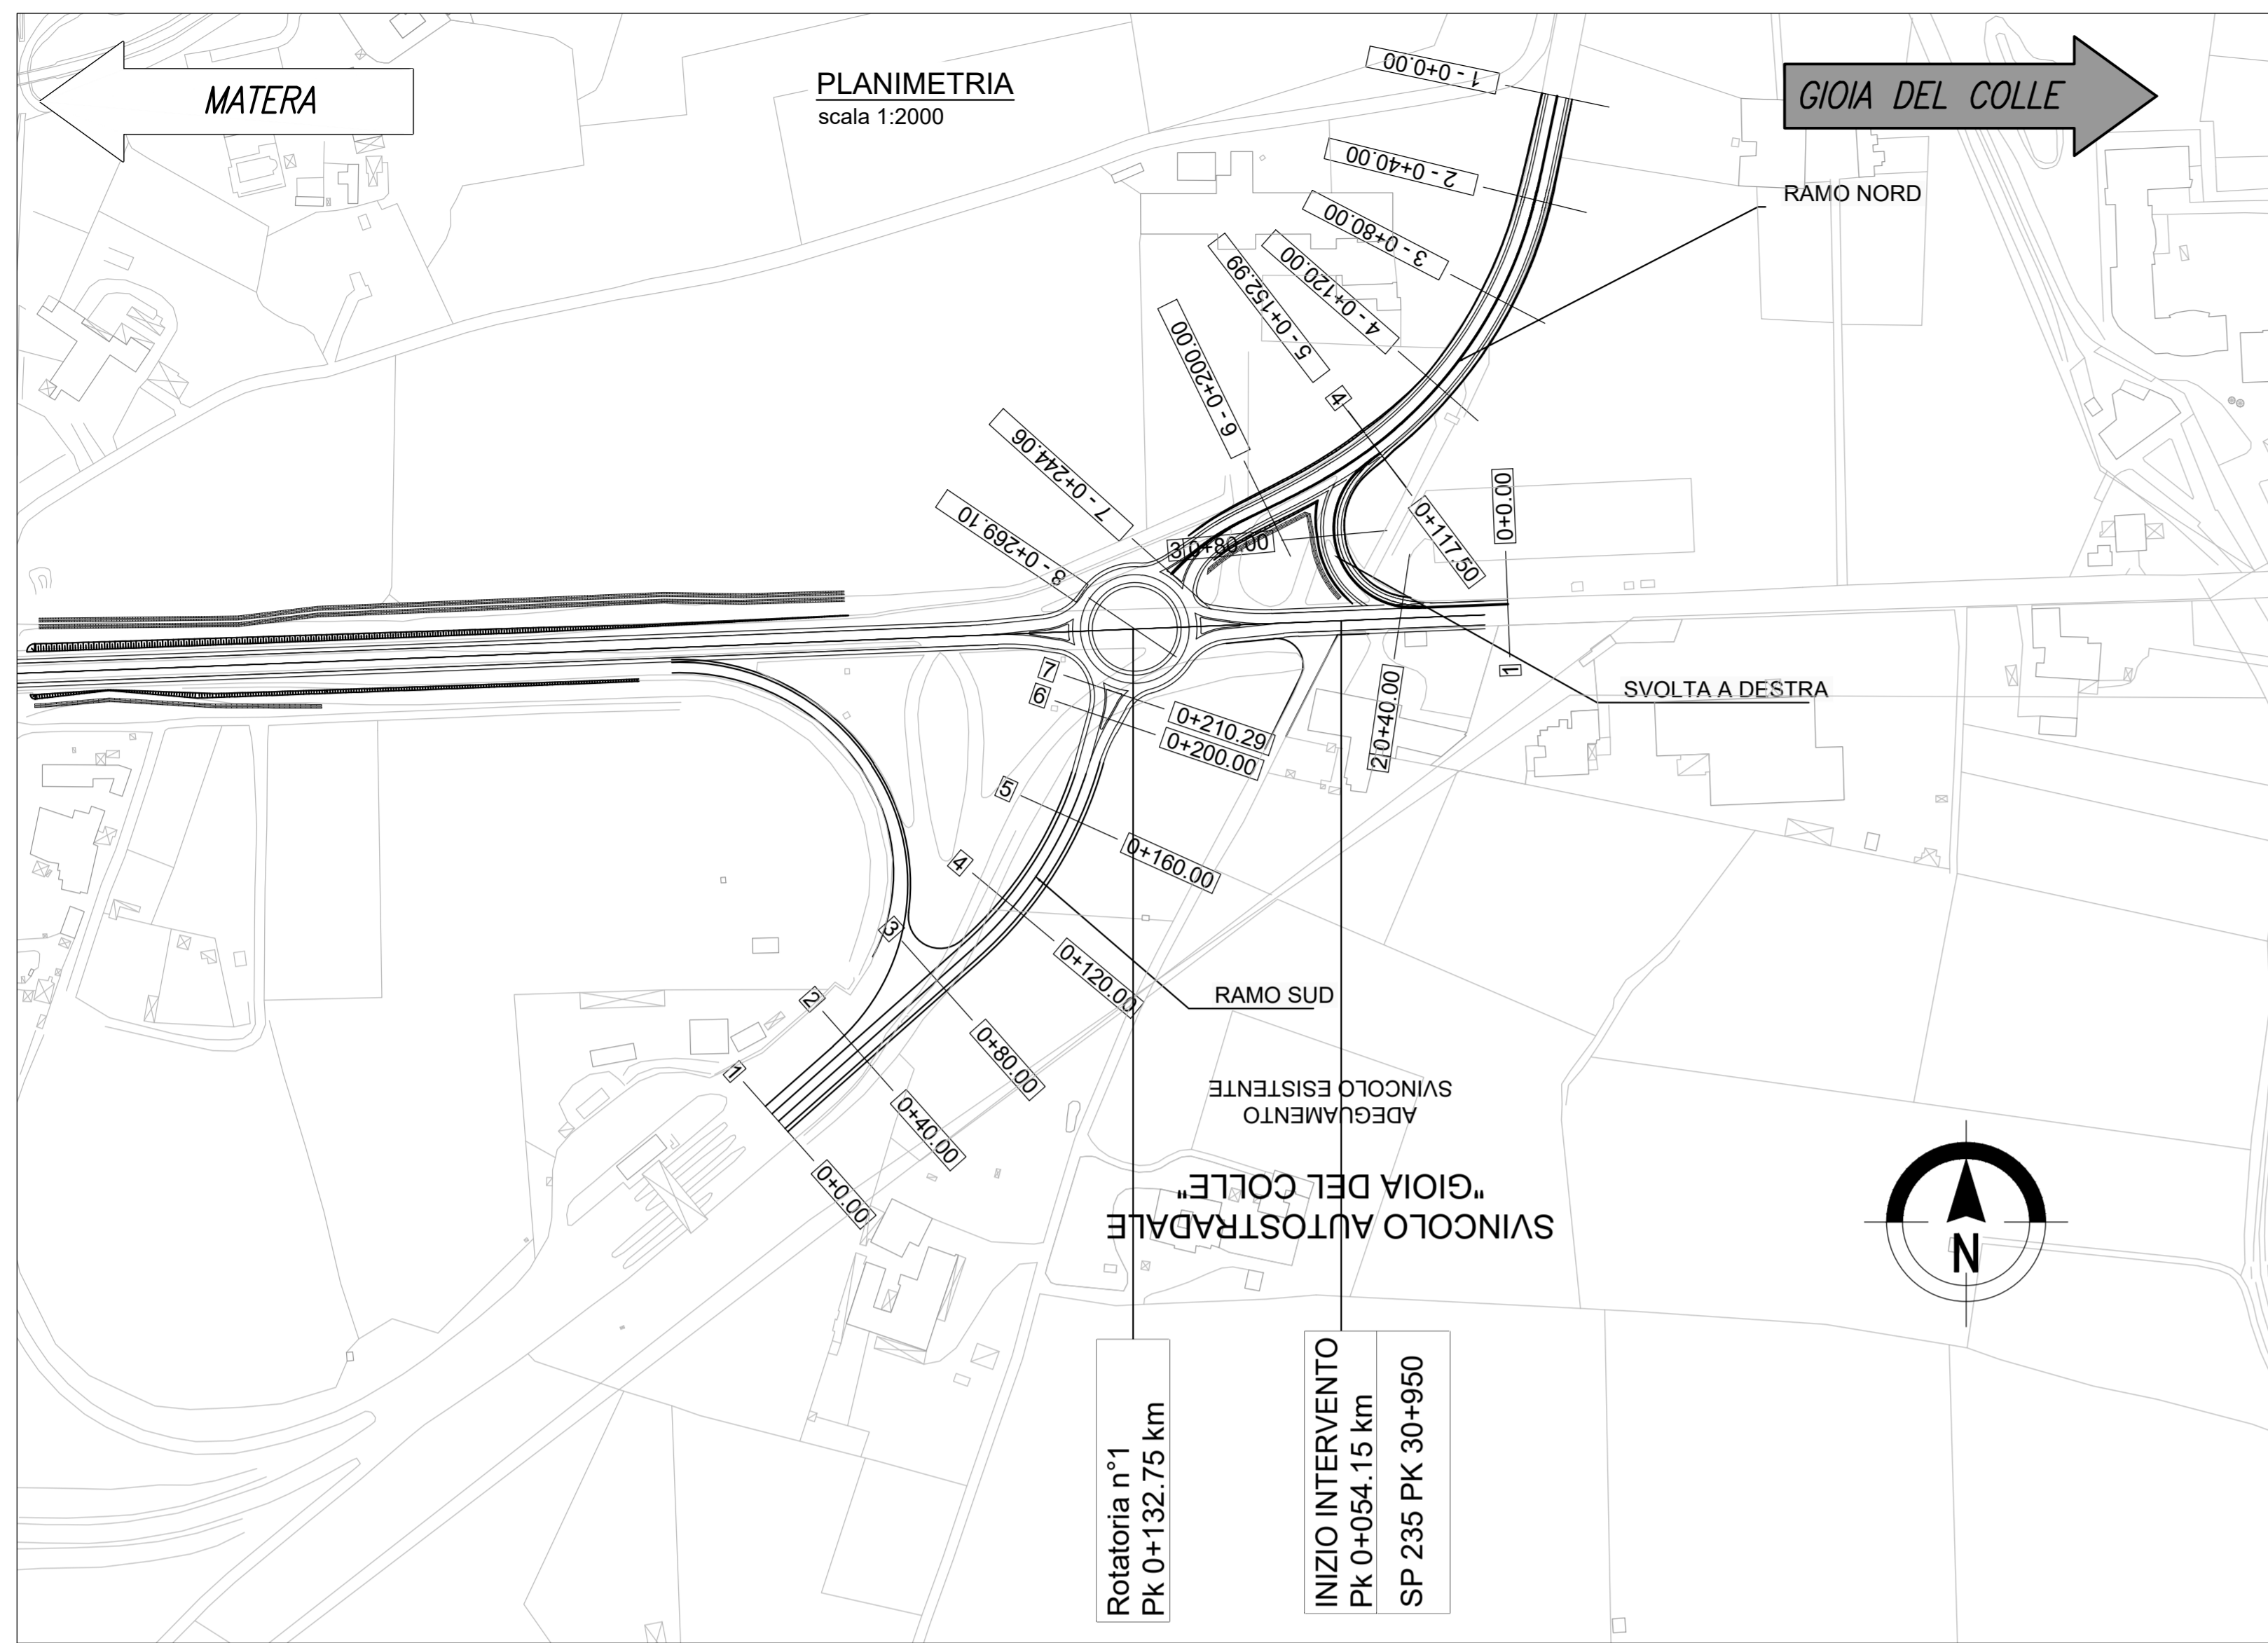 MATERA
PLANIMETRIA
scala 1:2000
GIOIA DEL COLLE
1 - 0+0.00
2 - 0+40.00
3 - 0+80.00
4 - 0+120.00
5 - 0+152.99
6 - 0+200.00
7 - 0+244.06
8 - 0+269.10
RAMO NORD
4
0+117.50
3 0+80.00
0+0.00
1
2 0+40.00
SVOLTA A DESTRA
7
0+210.29
6
0+200.00
5
0+160.00
4
0+120.00
3
0+80.00
2
0+40.00
1
0+0.00
RAMO SUD
ADEGUAMENTO
SVINCOLO ESISTENTE
SVINCOLO AUTOSTRADALE
"GIOIA DEL COLLE"
N
Rotatoria n°1
Pk 0+132.75 km
INIZIO INTERVENTO
Pk 0+054.15 km
SP 235 PK 30+950